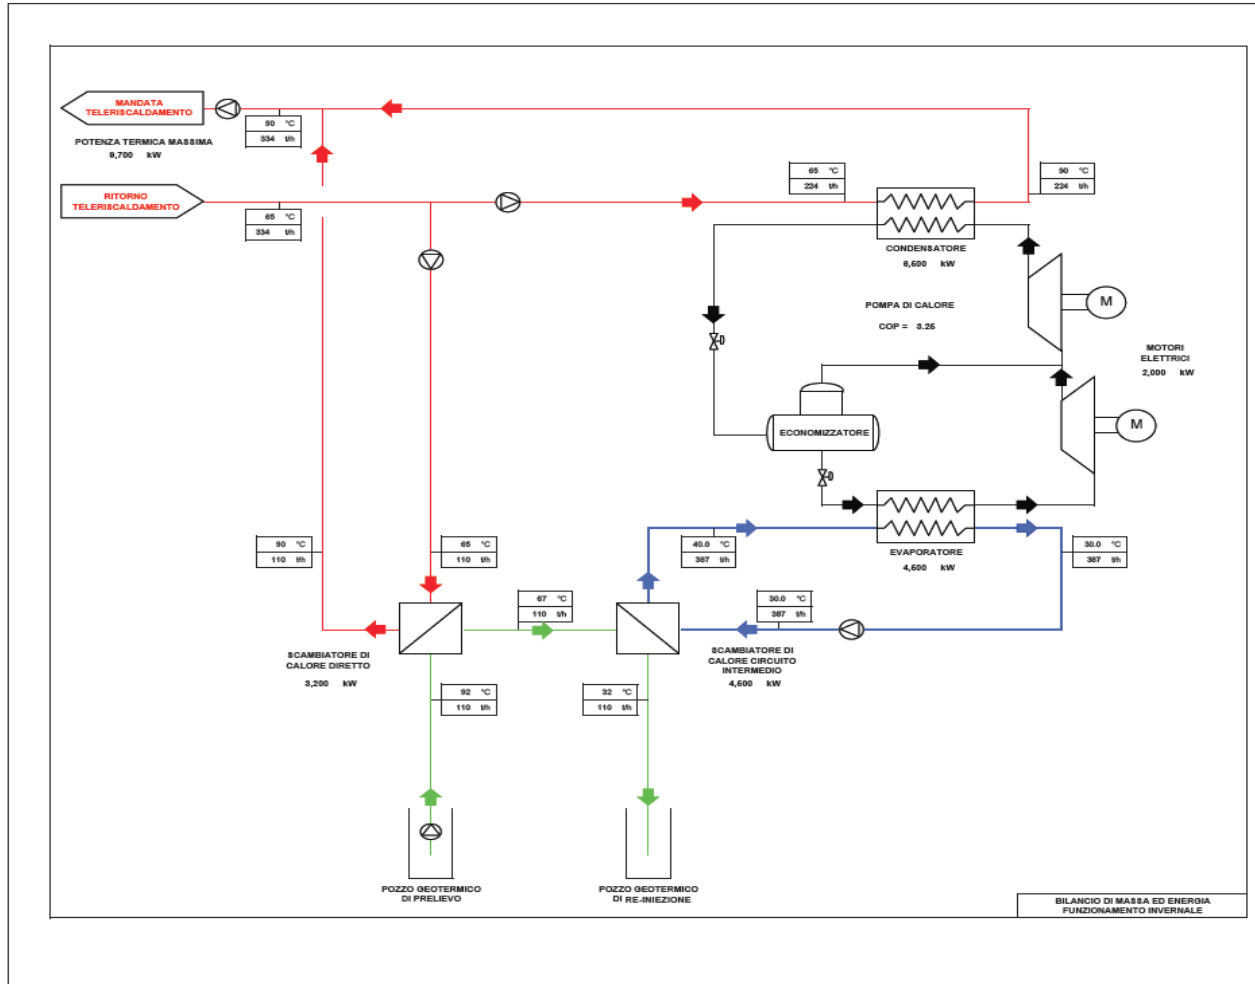 MANDATA
TELERISCALDAMENTO
90 °C
334 t/h
POTENZA TERMICA MASSIMA
9,700 kW
RITORNO
TELERISCALDAMENTO
65 °C
334 t/h
65 °C
224 t/h
90 °C
224 t/h
CONDENSATORE
6,500 kW
POMPA DI CALORE
COP = 3.25
M
MOTORI
ELETTRICI
2,000 kW
M
ECONOMIZZATORE
EVAPORATORE
4,500 kW
90 °C
110 t/h
65 °C
110 t/h
40.0 °C
387 t/h
30.0 °C
387 t/h
67 °C
110 t/h
30.0 °C
387 t/h
SCAMBIATORE DI
CALORE DIRETTO
3,200 kW
SCAMBIATORE DI
CALORE CIRCUITO
INTERMEDIO
4,500 kW
92 °C
110 t/h
32 °C
110 t/h
POZZO GEOTERMICO
DI PRELIEVO
POZZO GEOTERMICO
DI RE-INIEZIONE
BILANCIO DI MASSA ED ENERGIA
FUNZIONAMENTO INVERNALE